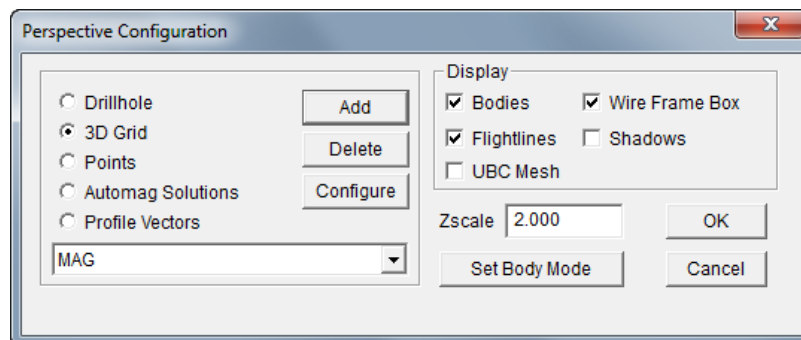 Perspective Configuration
Drillhole
3D Grid
Points
Automag Solutions
Profile Vectors
Add
Delete
Configure
MAG
Display
Bodies
Wire Frame Box
Flightlines
Shadows
UBC Mesh
Zscale 2.000
OK
Set Body Mode
Cancel